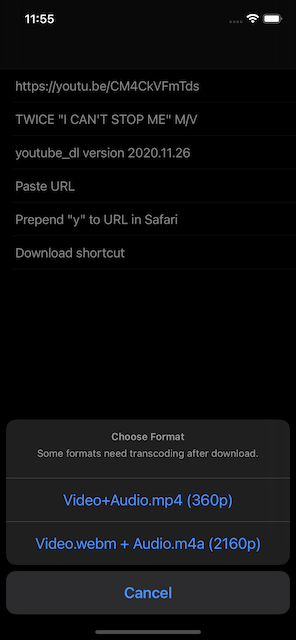 11:55
https://youtu.be/CM4CkVFmTds
TWICE "I CAN'T STOP ME" M/V
youtube_dl version 2020.11.26
Paste URL
Prepend "y" to URL in Safari
Download shortcut
Choose Format
Some formats need transcoding after download.
Video+Audio.mp4 (360p)
Video.webm + Audio.m4a (2160p)
Cancel